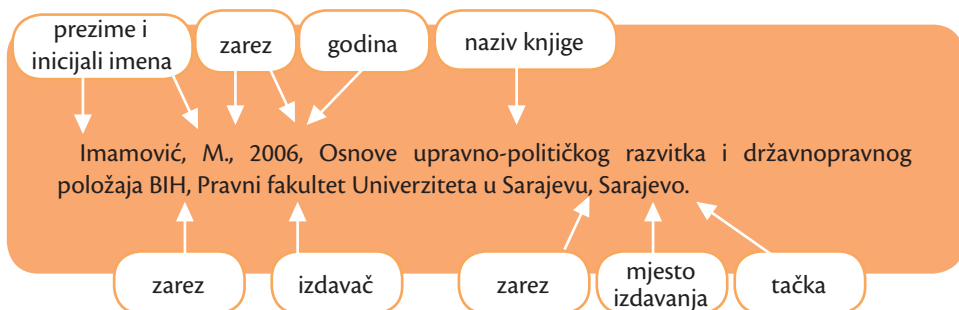 prezime i
inicijali imena
zarez
godina
naziv knjige
Imamović, M., 2006, Osnove upravno-političkog razvitka i državnopravnog
položaja BIH, Pravni fakultet Univerziteta u Sarajevu, Sarajevo.
zarez
izdavač
zarez
mjesto
izdavanja
tačka